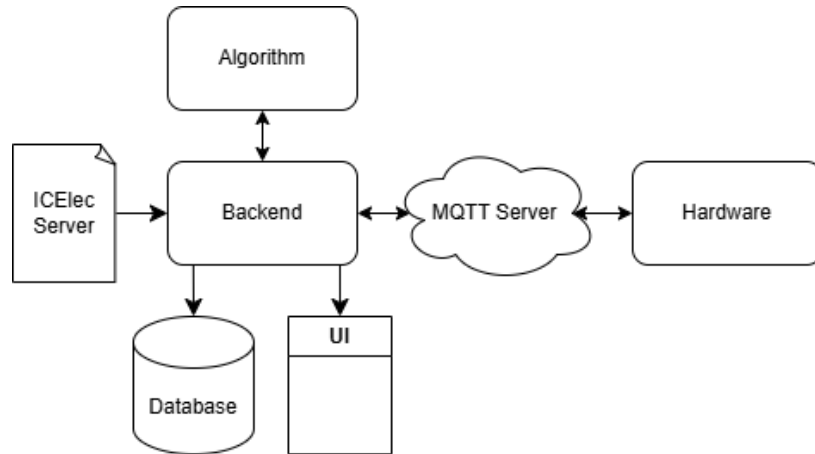 Algorithm
ICElec
Server
Backend
MQTT Server
Hardware
Database
UI